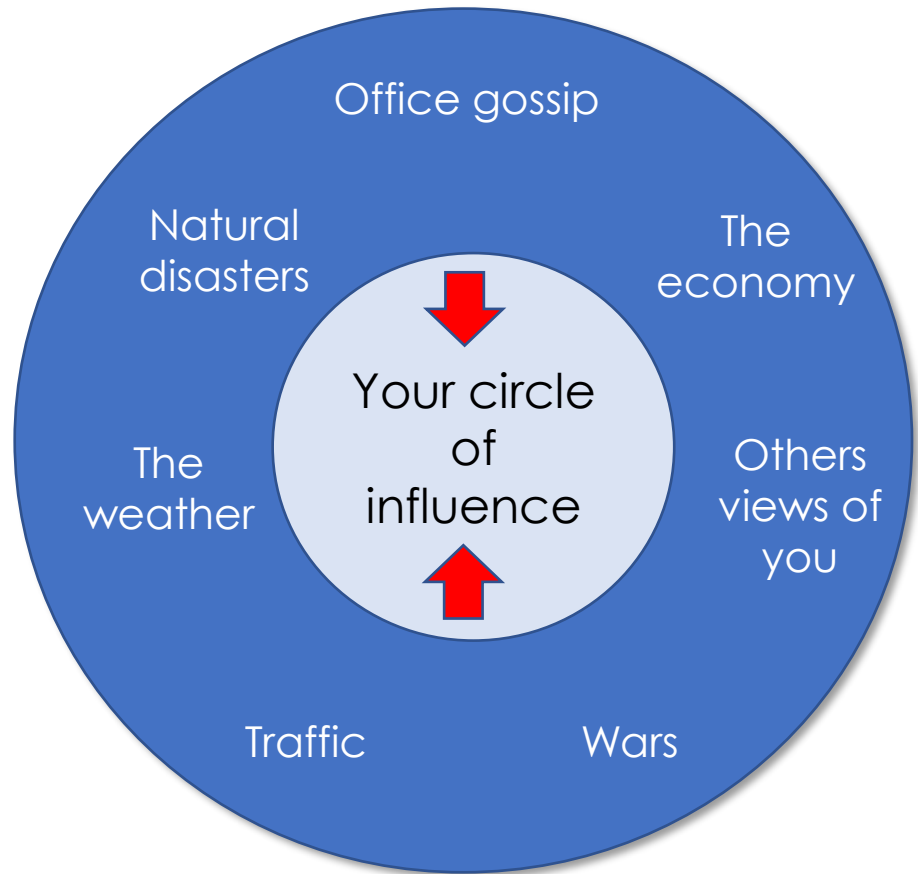 Office gossip
Natural
disasters
The
economy
Your circle
of
influence
The
weather
Others
views of
you
Traffic
Wars